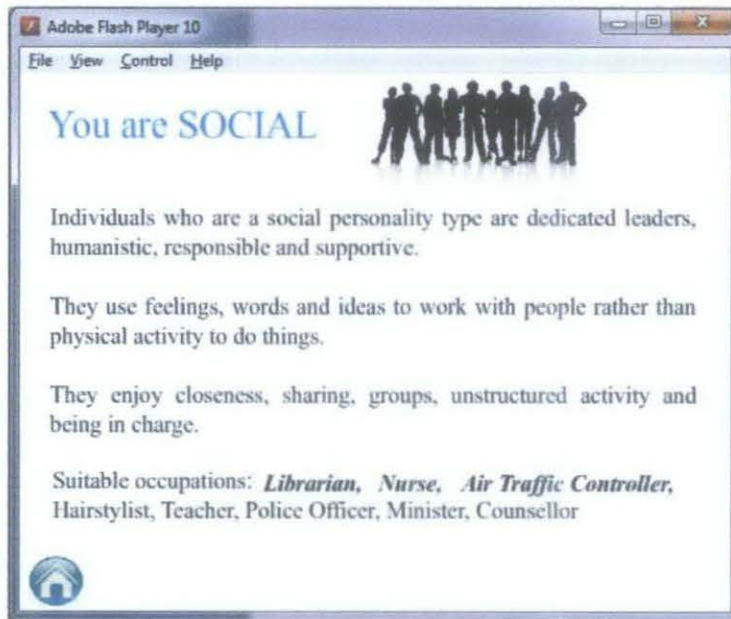 Adobe Flash Player 10
File View Control Help
You are SOCIAL
Individuals who are a social personality type are dedicated leaders,
humanistic, responsible and supportive.
They use feelings, words and ideas to work with people rather than
physical activity to do things.
They enjoy closeness, sharing, groups, unstructured activity and
being in charge.
Suitable occupations: Librarian, Nurse, Air Traffic Controller,
Hairstylist, Teacher, Police Officer, Minister, Counsellor